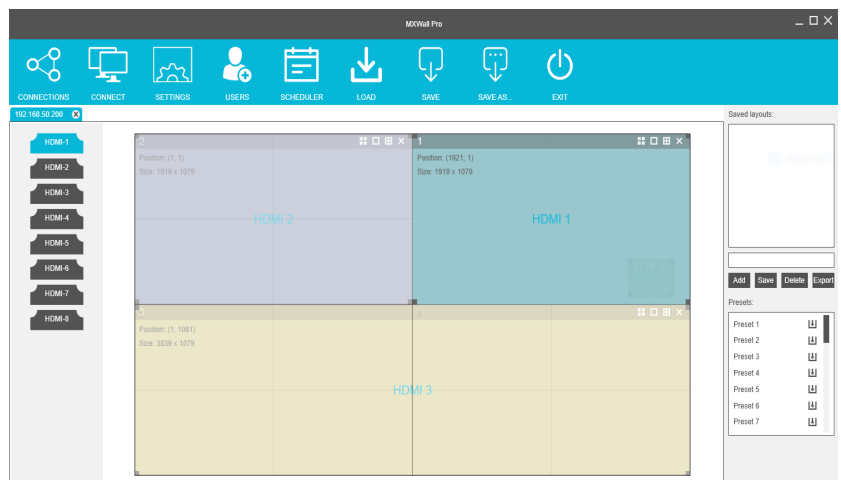 MXWall Pro
CONNECTIONS CONNECT SETTINGS USERS SCHEDULER LOAD SAVE SAVE AS... EXIT
192.168.50.200
Saved layouts:
HDMI-1
HDMI-2
HDMI-3
HDMI-4
HDMI-5
HDMI-6
HDMI-7
HDMI-8
2
Position: (1; 1)
Size: 1919 x 1079
HDMI 2
1
Position: (1921; 1)
Size: 1919 x 1079
HDMI 1
3
Position: (1; 1081)
Size: 3839 x 1079
HDMI 3
Add Save Delete Export
Presets:
Preset 1
Preset 2
Preset 3
Preset 4
Preset 5
Preset 6
Preset 7